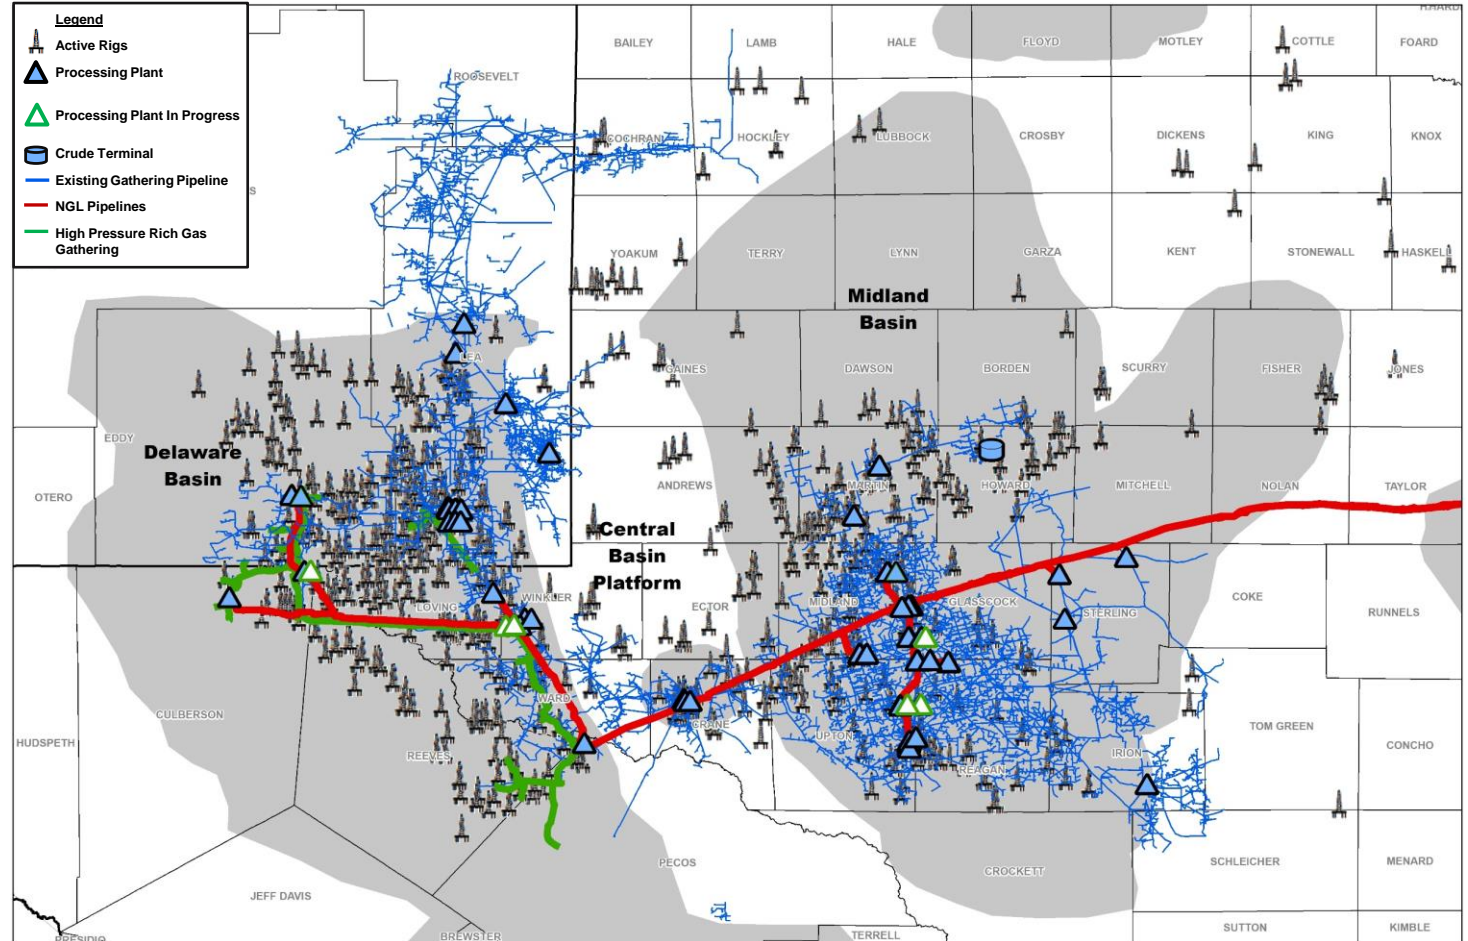 Legend
Active Rigs
Processing Plant
Processing Plant In Progress
Crude Terminal
Existing Gathering Pipeline
NGL Pipelines
High Pressure Rich Gas
Gathering
S
ROOSEVELT
BAILEY
LAMB
HALE
FLOYD
MOTLEY
COTTLE
FOARD
COCHRAN
HOCKLEY
LUBBOCK
CROSBY
DICKENS
KING
KNOX
YOAKUM
TERRY
LYNN
GARZA
KENT
STONEWALL
HASKELL
Midland
Basin
LEA
GAINES
DAWSON
BORDEN
SCURRY
FISHER
JONES
EDDY
Delaware
Basin
OTERO
ANDREWS
MARTIN
HOWARD
MITCHELL
NOLAN
TAYLOR
Central
Basin
Platform
LOVING
WINKLER
ECTOR
MIDLAND
GLASSCOCK
STERLING
COKE
RUNNELS
CULBERSON
WARD
CRANE
UPTON
REAGAN
IRION
TOM GREEN
CONCHO
HUDSPETH
REEVES
PECOS
CROCKETT
SCHLEICHER
MENARD
JEFF DAVIS
PRESIDIO
BREWSTER
TERRELL
SUTTON
KIMBLE